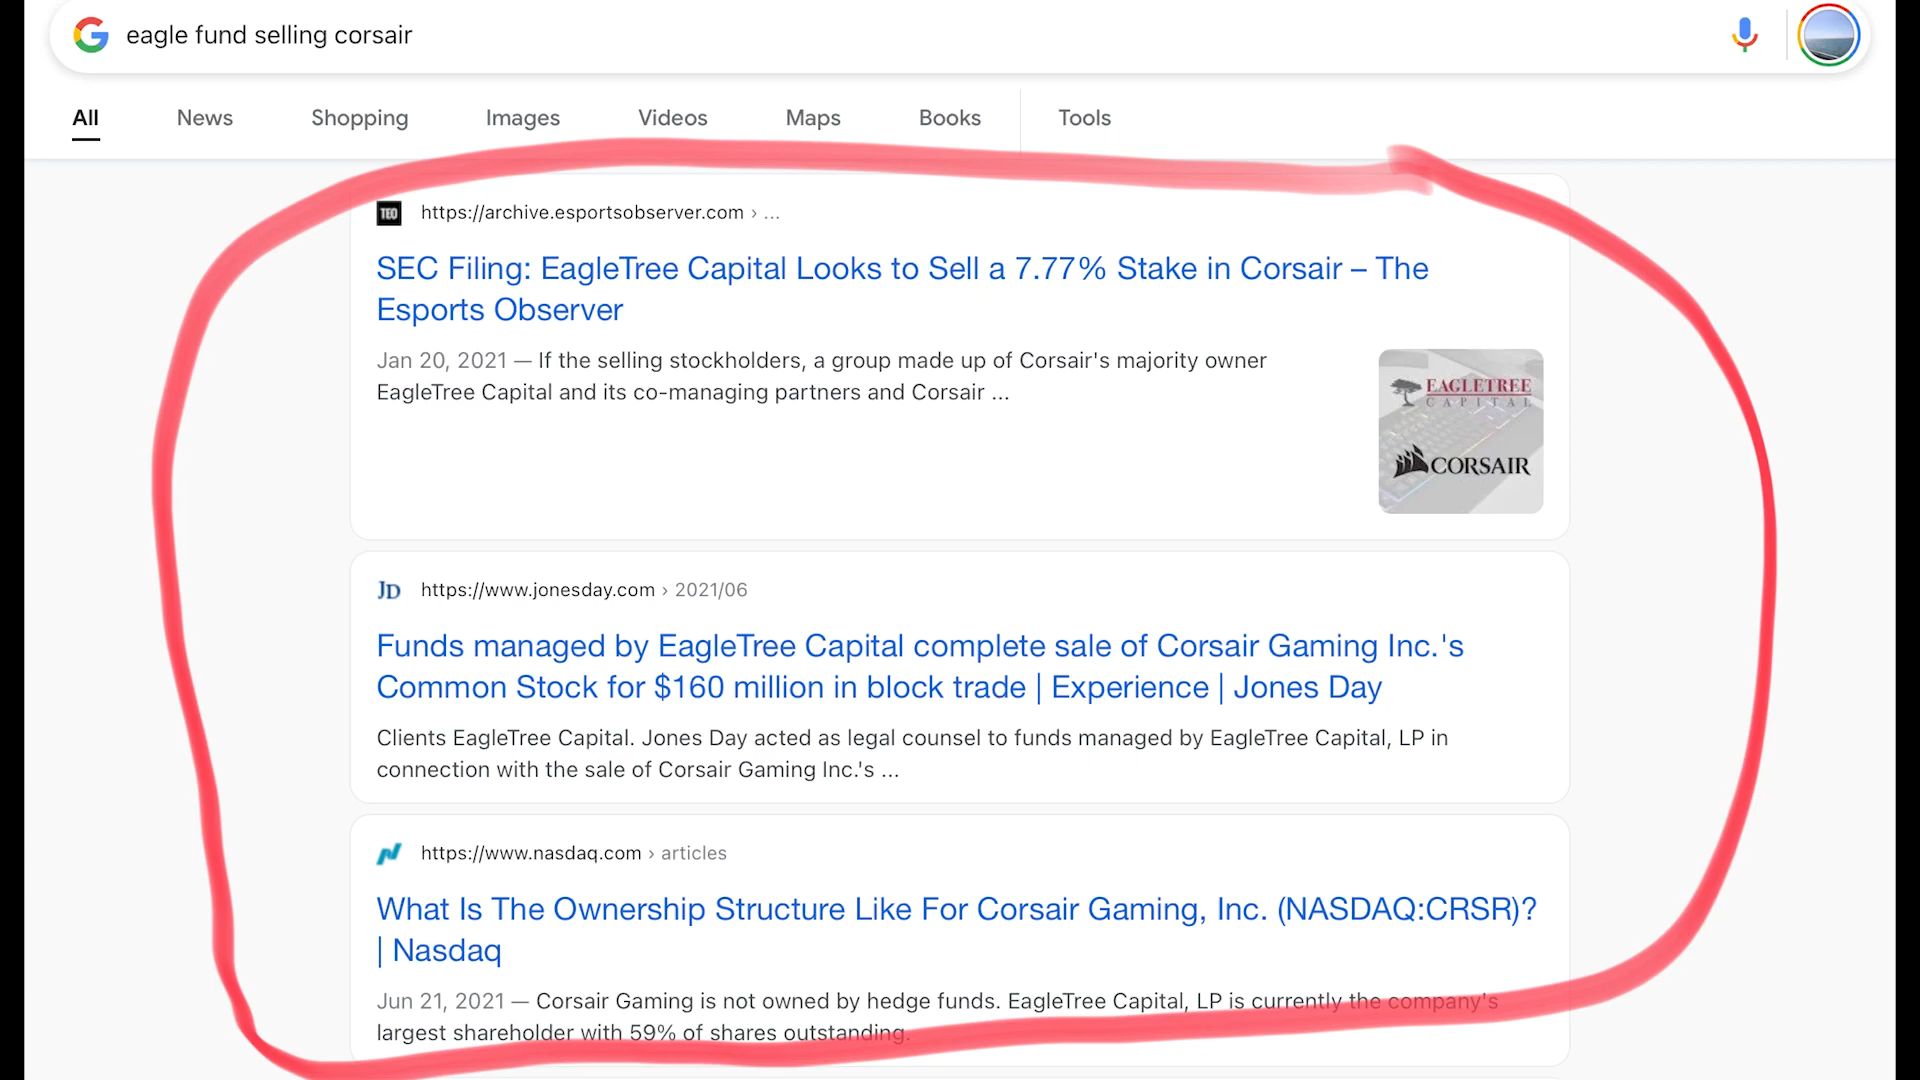 eagle fund selling corsair
All News Shopping Images Videos Maps Books Tools
TEO https://archive.esportsobserver.com › ...
SEC Filing: EagleTree Capital Looks to Sell a 7.77% Stake in Corsair – The
Esports Observer
Jan 20, 2021 — If the selling stockholders, a group made up of Corsair's majority owner
EagleTree Capital and its co-managing partners and Corsair ...
EAGLETREE
CAPITAL
CORSAIR
JD https://www.jonesday.com › 2021/06
Funds managed by EagleTree Capital complete sale of Corsair Gaming Inc.'s
Common Stock for $160 million in block trade | Experience | Jones Day
Clients EagleTree Capital. Jones Day acted as legal counsel to funds managed by EagleTree Capital, LP in
connection with the sale of Corsair Gaming Inc.'s ...
https://www.nasdaq.com › articles
What Is The Ownership Structure Like For Corsair Gaming, Inc. (NASDAQ:CRSR)?
| Nasdaq
Jun 21, 2021 — Corsair Gaming is not owned by hedge funds. EagleTree Capital, LP is currently the company's
largest shareholder with 59% of shares outstanding.